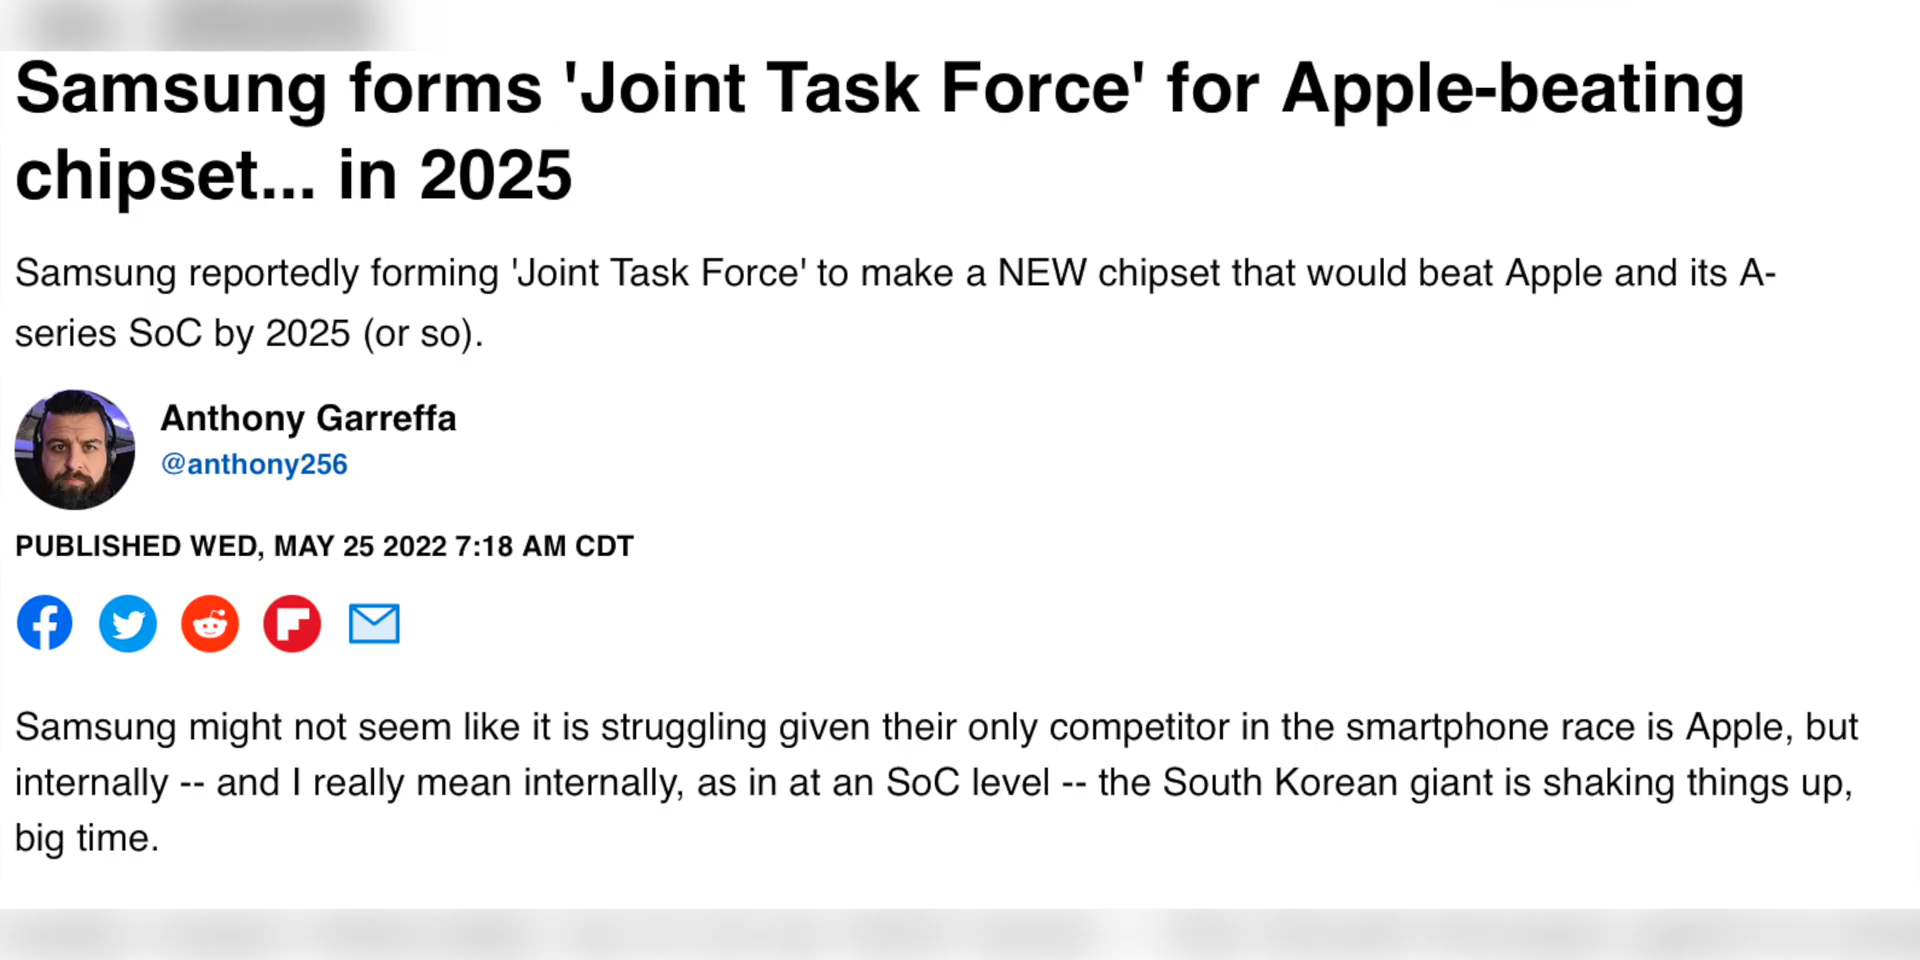 Samsung forms 'Joint Task Force' for Apple-beating
chipset... in 2025
Samsung reportedly forming 'Joint Task Force' to make a NEW chipset that would beat Apple and its A-
series SoC by 2025 (or so).
Anthony Garreffa
@anthony256
PUBLISHED WED, MAY 25 2022 7:18 AM CDT
Samsung might not seem like it is struggling given their only competitor in the smartphone race is Apple, but
internally -- and I really mean internally, as in at an SoC level -- the South Korean giant is shaking things up,
big time.